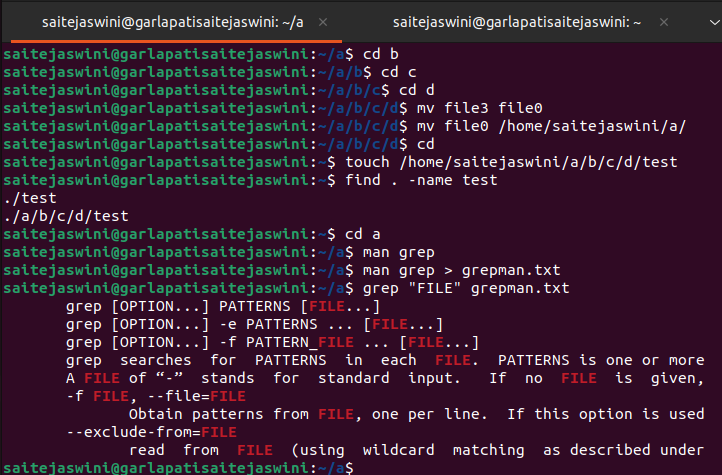 saitejaswini@garlapatisaitejaswini: ~/a × saitejaswini@garlapatisaitejaswini: ~ ×
saitejaswini@garlapatisaitejaswini:~/a$ cd b
saitejaswini@garlapatisaitejaswini:~/a/b$ cd c
saitejaswini@garlapatisaitejaswini:~/a/b/c$ cd d
saitejaswini@garlapatisaitejaswini:~/a/b/c/d$ mv file3 file0
saitejaswini@garlapatisaitejaswini:~/a/b/c/d$ mv file0 /home/saitejaswini/a/
saitejaswini@garlapatisaitejaswini:~/a/b/c/d$ cd
saitejaswini@garlapatisaitejaswini:~$ touch /home/saitejaswini/a/b/c/d/test
saitejaswini@garlapatisaitejaswini:~$ find . -name test
./test
./a/b/c/d/test
saitejaswini@garlapatisaitejaswini:~$ cd a
saitejaswini@garlapatisaitejaswini:~/a$ man grep
saitejaswini@garlapatisaitejaswini:~/a$ man grep > grepman.txt
saitejaswini@garlapatisaitejaswini:~/a$ grep "FILE" grepman.txt
grep [OPTION...] PATTERNS [FILE...]
grep [OPTION...] -e PATTERNS ... [FILE...]
grep [OPTION...] -f PATTERN_FILE ... [FILE...]
grep searches for PATTERNS in each FILE. PATTERNS is one or more
A FILE of “-” stands for standard input. If no FILE is given,
-f FILE, --file=FILE
Obtain patterns from FILE, one per line. If this option is used
--exclude-from=FILE
read from FILE (using wildcard matching as described under
saitejaswini@garlapatisaitejaswini:~/a$